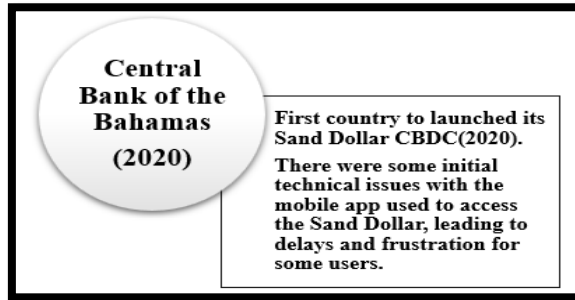 Central
Bank of the
Bahamas
(2020)
First country to launched its
Sand Dollar CBDC(2020).
There were some initial
technical issues with the
mobile app used to access
the Sand Dollar, leading to
delays and frustration for
some users.